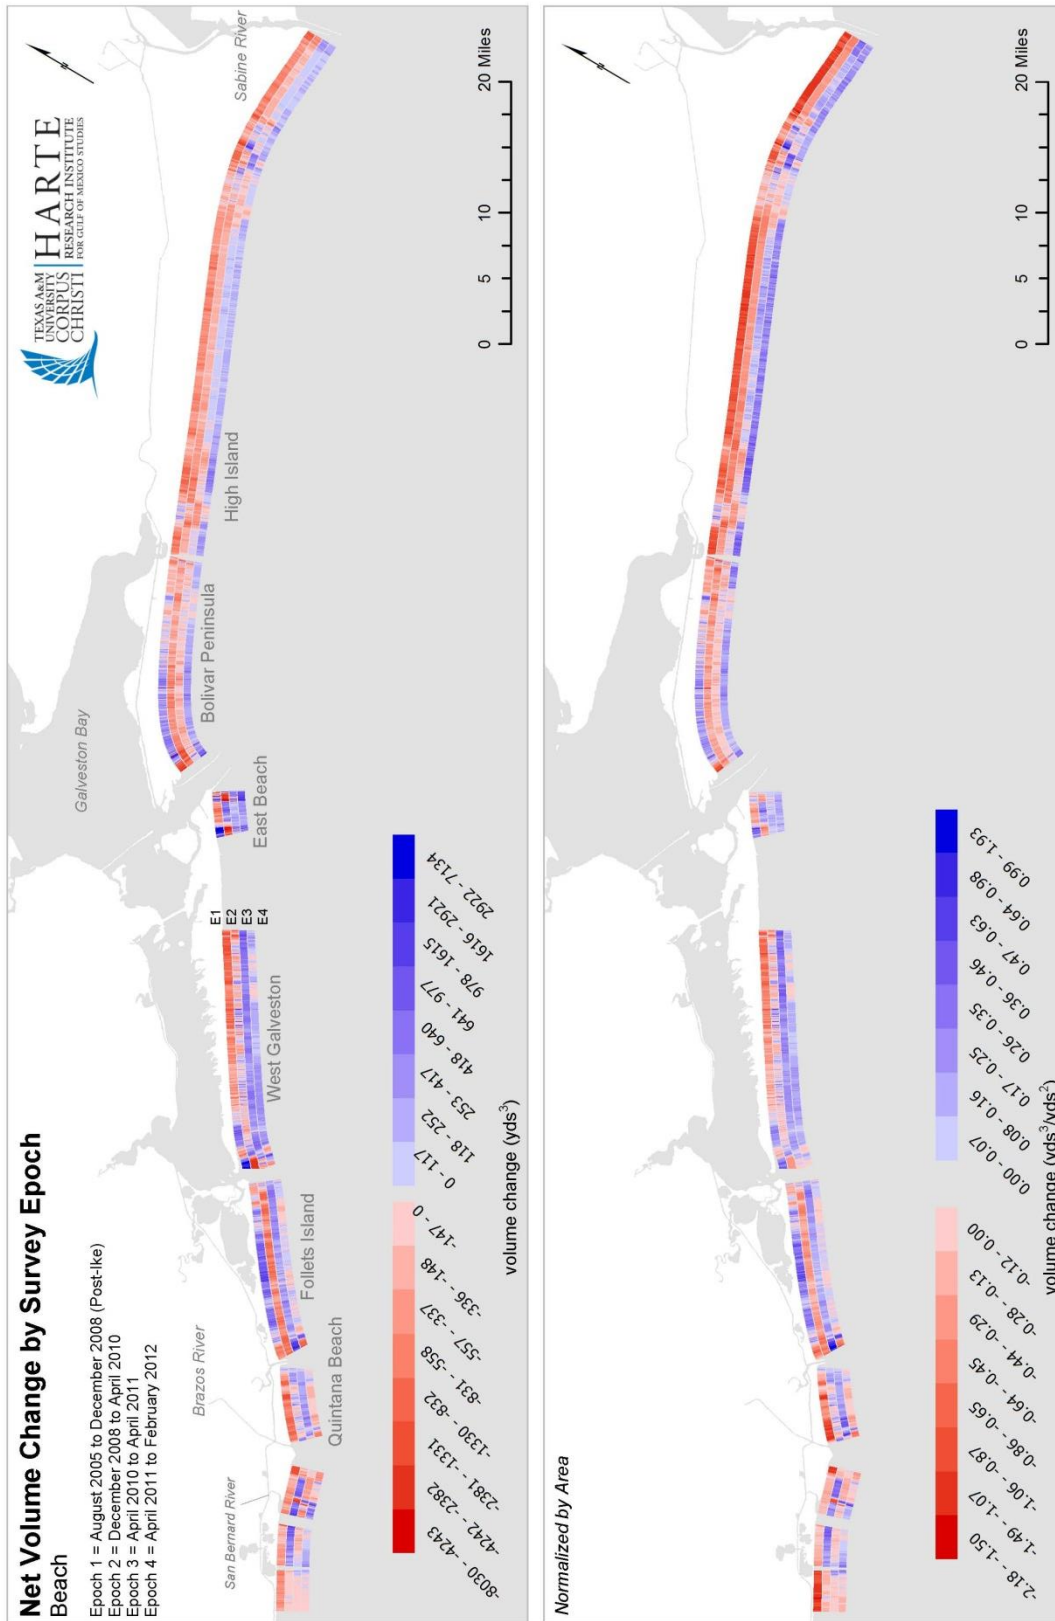 Net Volume Change by Survey Epoch
Beach
Epoch 1 = August 2005 to December 2008 (Post-Ike)
Epoch 2 = December 2008 to April 2010
Epoch 3 = April 2010 to April 2011
Epoch 4 = April 2011 to February 2012
TEXAS A&M
UNIVERSITY
CORPUS
CHRISTI
HARTE
RESEARCH INSTITUTE
FOR GULF OF MEXICO STUDIES
N
San Bernard River
Brazos River
Galveston Bay
Sabine River
Quintana Beach
Follets Island
West Galveston
East Beach
Bolivar Peninsula
High Island
E1
E2
E3
E4
-8030 - -4243
-4242 - -2382
-2381 - -1331
-1330 - -832
-831 - -558
-557 - -337
-336 - -148
-147 - 0
0 - 117
118 - 252
253 - 417
418 - 640
641 - 977
978 - 1615
1616 - 2921
2922 - 7134
volume change (yds³)
0 5 10 20 Miles
Normalized by Area
N
-2.18 - -1.50
-1.49 - -1.07
-1.06 - -0.87
-0.86 - -0.65
-0.64 - -0.45
-0.44 - -0.29
-0.28 - -0.13
-0.12 - 0.00
0.00 - 0.07
0.08 - 0.16
0.17 - 0.25
0.26 - 0.35
0.36 - 0.46
0.47 - 0.63
0.64 - 0.98
0.99 - 1.93
volume change (yds³/yds²)
0 5 10 20 Miles